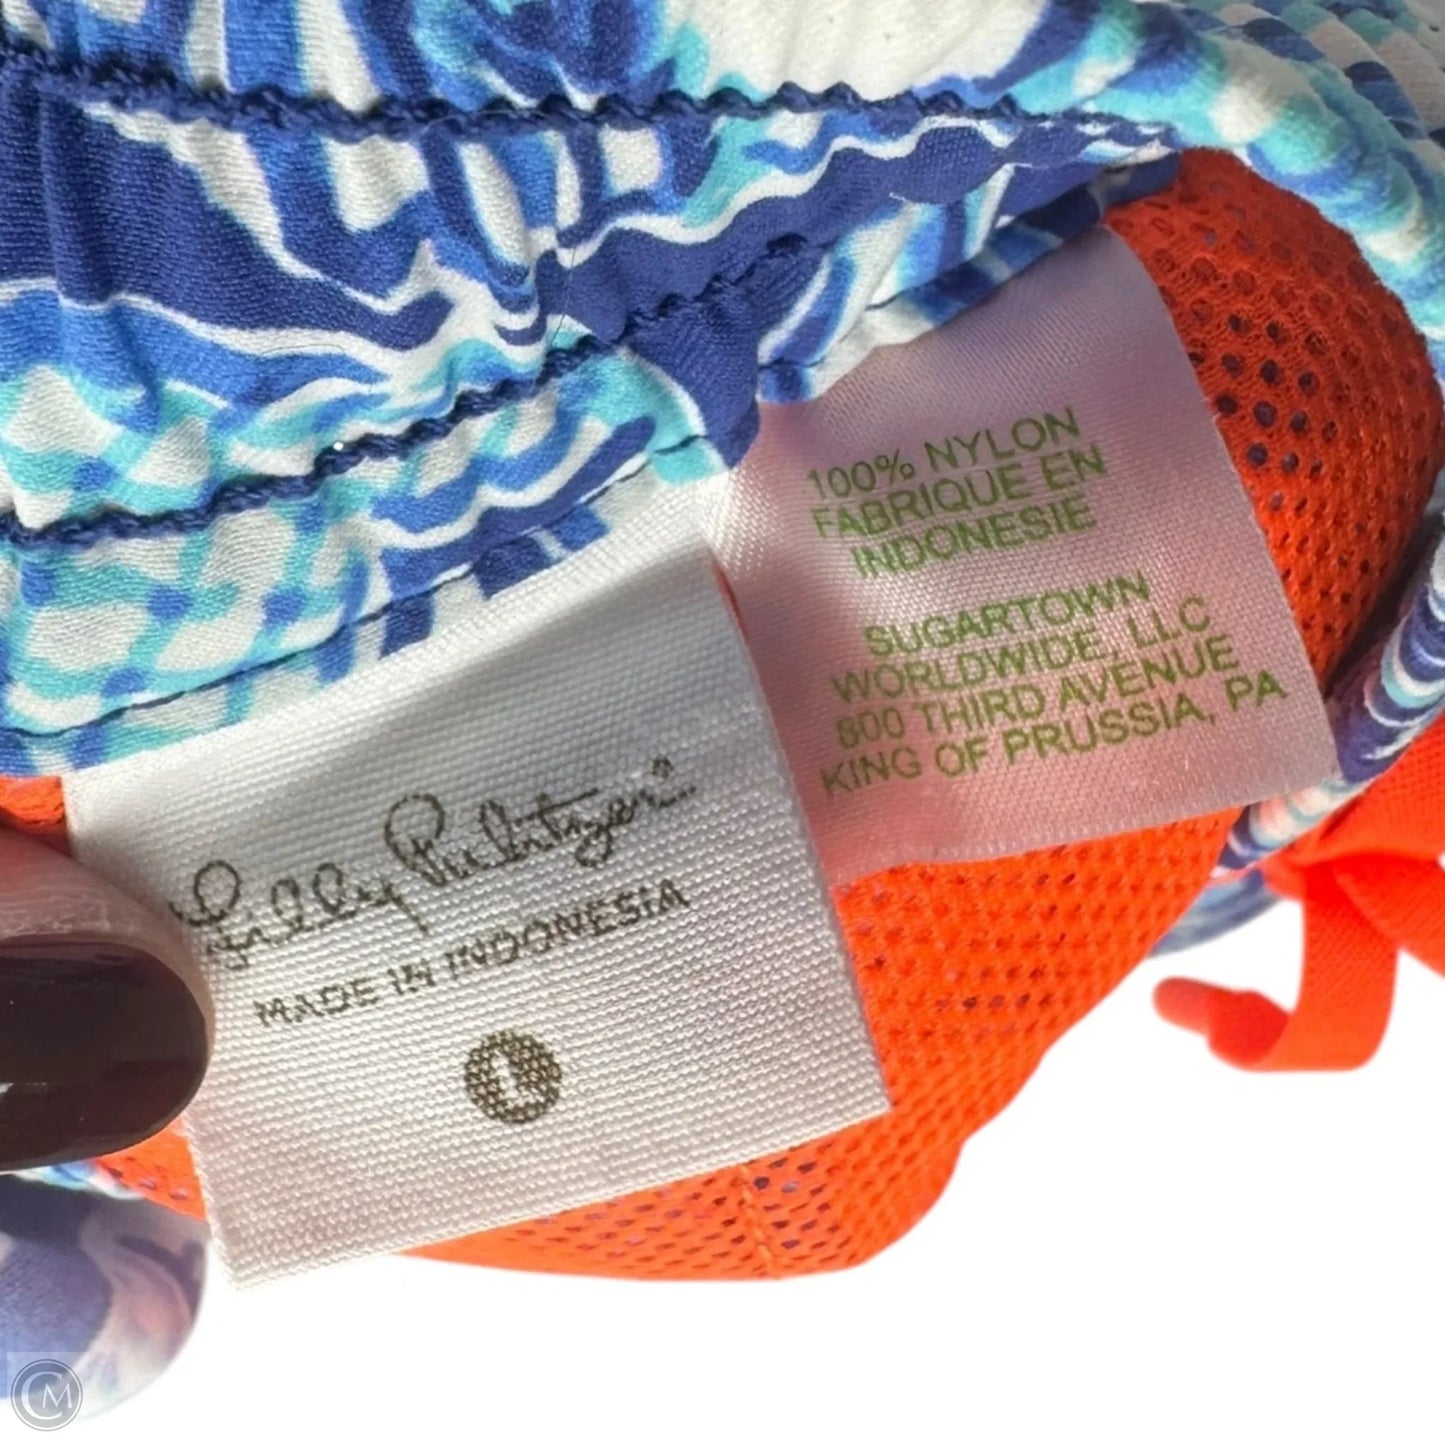 Lilly Pulitzer®
MADE IN INDONESIA
L
100% NYLON
FABRIQUE EN
INDONESIE
SUGARTOWN
WORLDWIDE, LLC
800 THIRD AVENUE
KING OF PRUSSIA, PA
CM